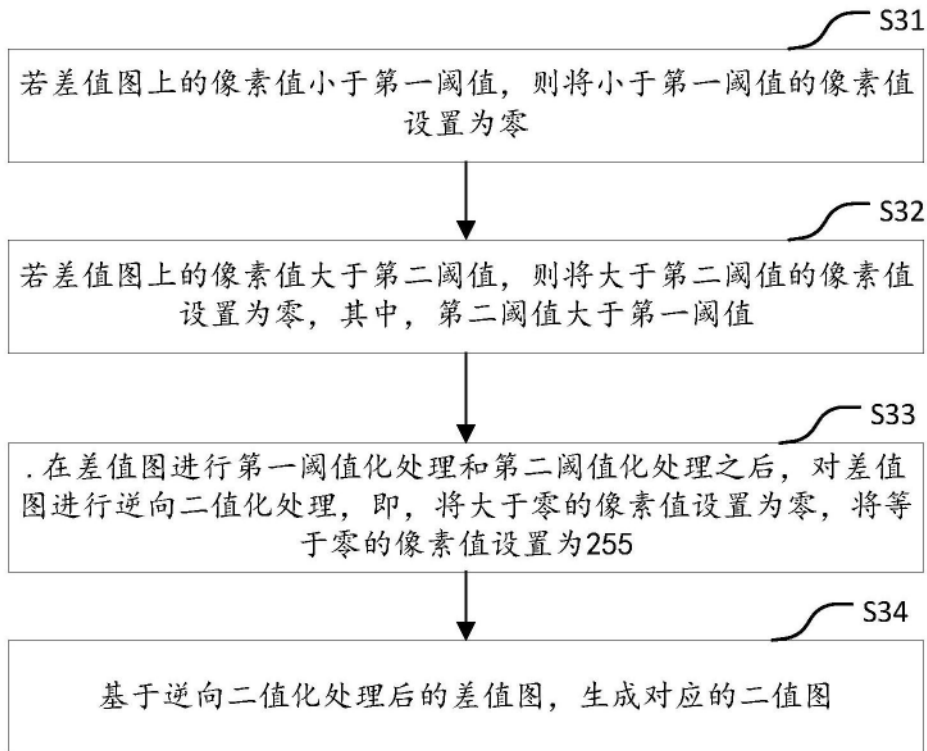 S31
若差值图上的像素值小于第一阈值，则将小于第一阈值的像素值
设置为零
S32
若差值图上的像素值大于第二阈值，则将大于第二阈值的像素值
设置为零，其中，第二阈值大于第一阈值
S33
.在差值图进行第一阈值化处理和第二阈值化处理之后，对差值
图进行逆向二值化处理，即，将大于零的像素值设置为零，将等
于零的像素值设置为255
S34
基于逆向二值化处理后的差值图，生成对应的二值图